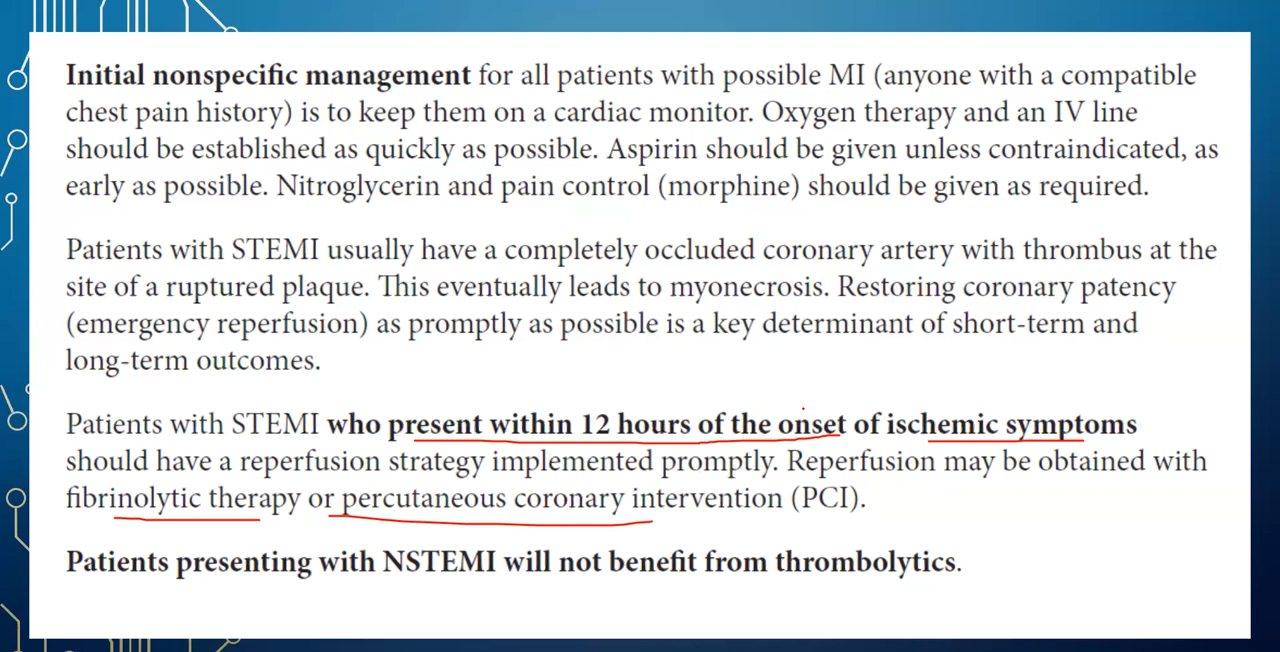 Initial nonspecific management for all patients with possible MI (anyone with a compatible
chest pain history) is to keep them on a cardiac monitor. Oxygen therapy and an IV line
should be established as quickly as possible. Aspirin should be given unless contraindicated, as
early as possible. Nitroglycerin and pain control (morphine) should be given as required.
Patients with STEMI usually have a completely occluded coronary artery with thrombus at the
site of a ruptured plaque. This eventually leads to myonecrosis. Restoring coronary patency
(emergency reperfusion) as promptly as possible is a key determinant of short-term and
long-term outcomes.
Patients with STEMI who present within 12 hours of the onset of ischemic symptoms
should have a reperfusion strategy implemented promptly. Reperfusion may be obtained with
fibrinolytic therapy or percutaneous coronary intervention (PCI).
Patients presenting with NSTEMI will not benefit from thrombolytics.